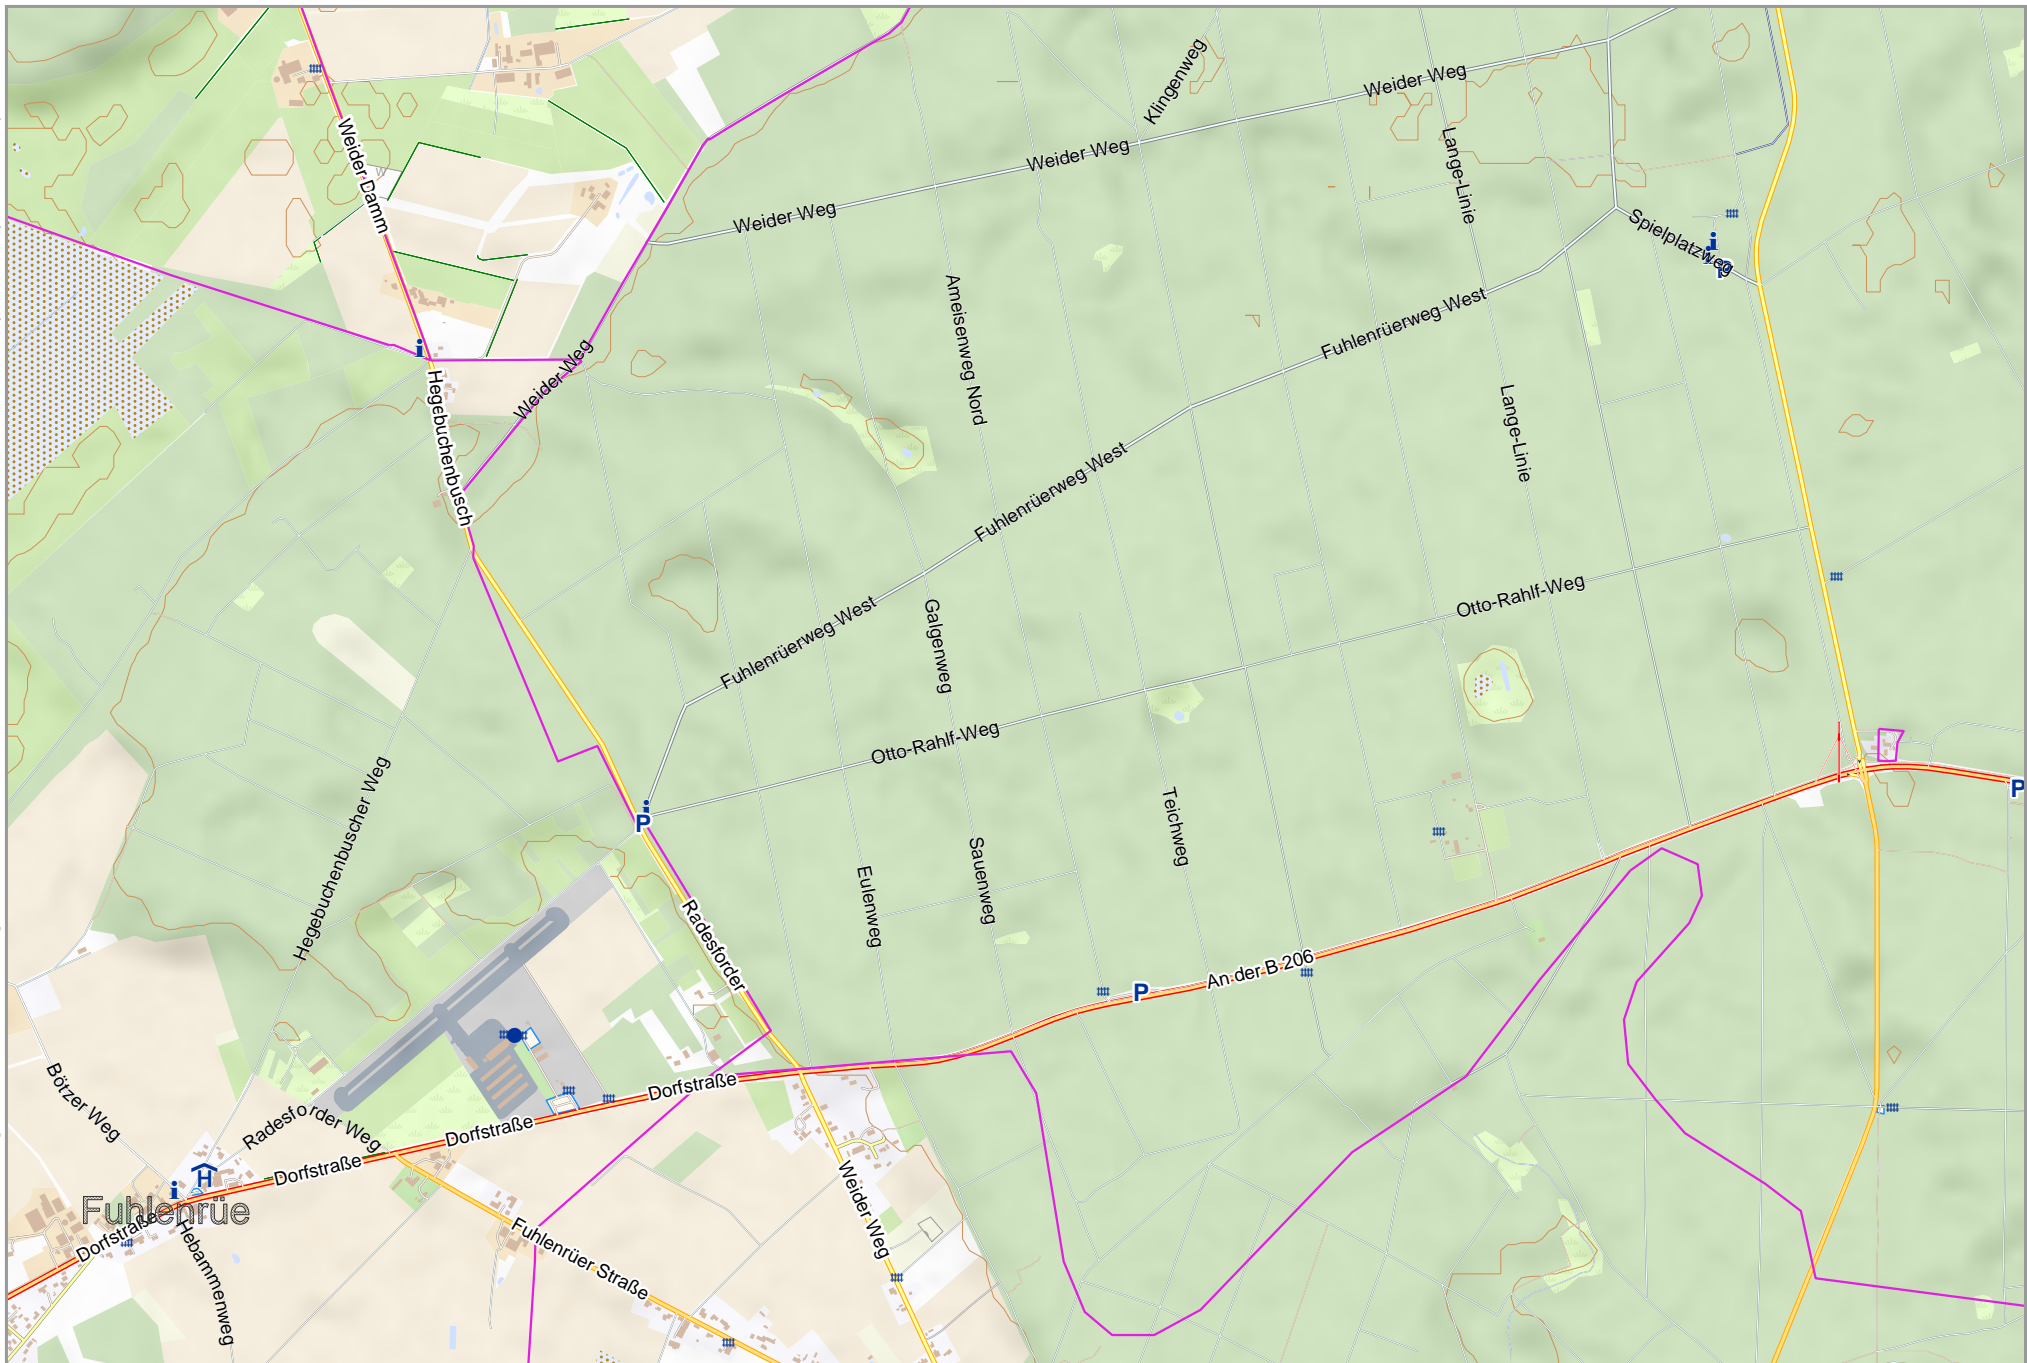 Klingenweg
Weider Weg
Weider Damm
Weider Weg
Lange-Linie
W
Weider Weg
Spielplatzweg
i
P
Ameisenweg Nord
Fuhlenrüerweg West
i
Weider Weg
Hegebuchenbusch
Lange-Linie
Fuhlenrüerweg West
Otto-Rahlf-Weg
Fuhlenrüerweg West
Galgenweg
Otto-Rahlf-Weg
Hegebuchenbuscher Weg
i
P
Teichweg
P
Sauenweg
Eulenweg
Radesforder
An der B 206
P
Bötzer Weg
Radesforder Weg
Dorfstraße
Dorfstraße
Dorfstraße
H
i
Fuhlenrüe
Dorfstraße
Hebammenweg
Fuhlenrüer Straße
Weider Weg